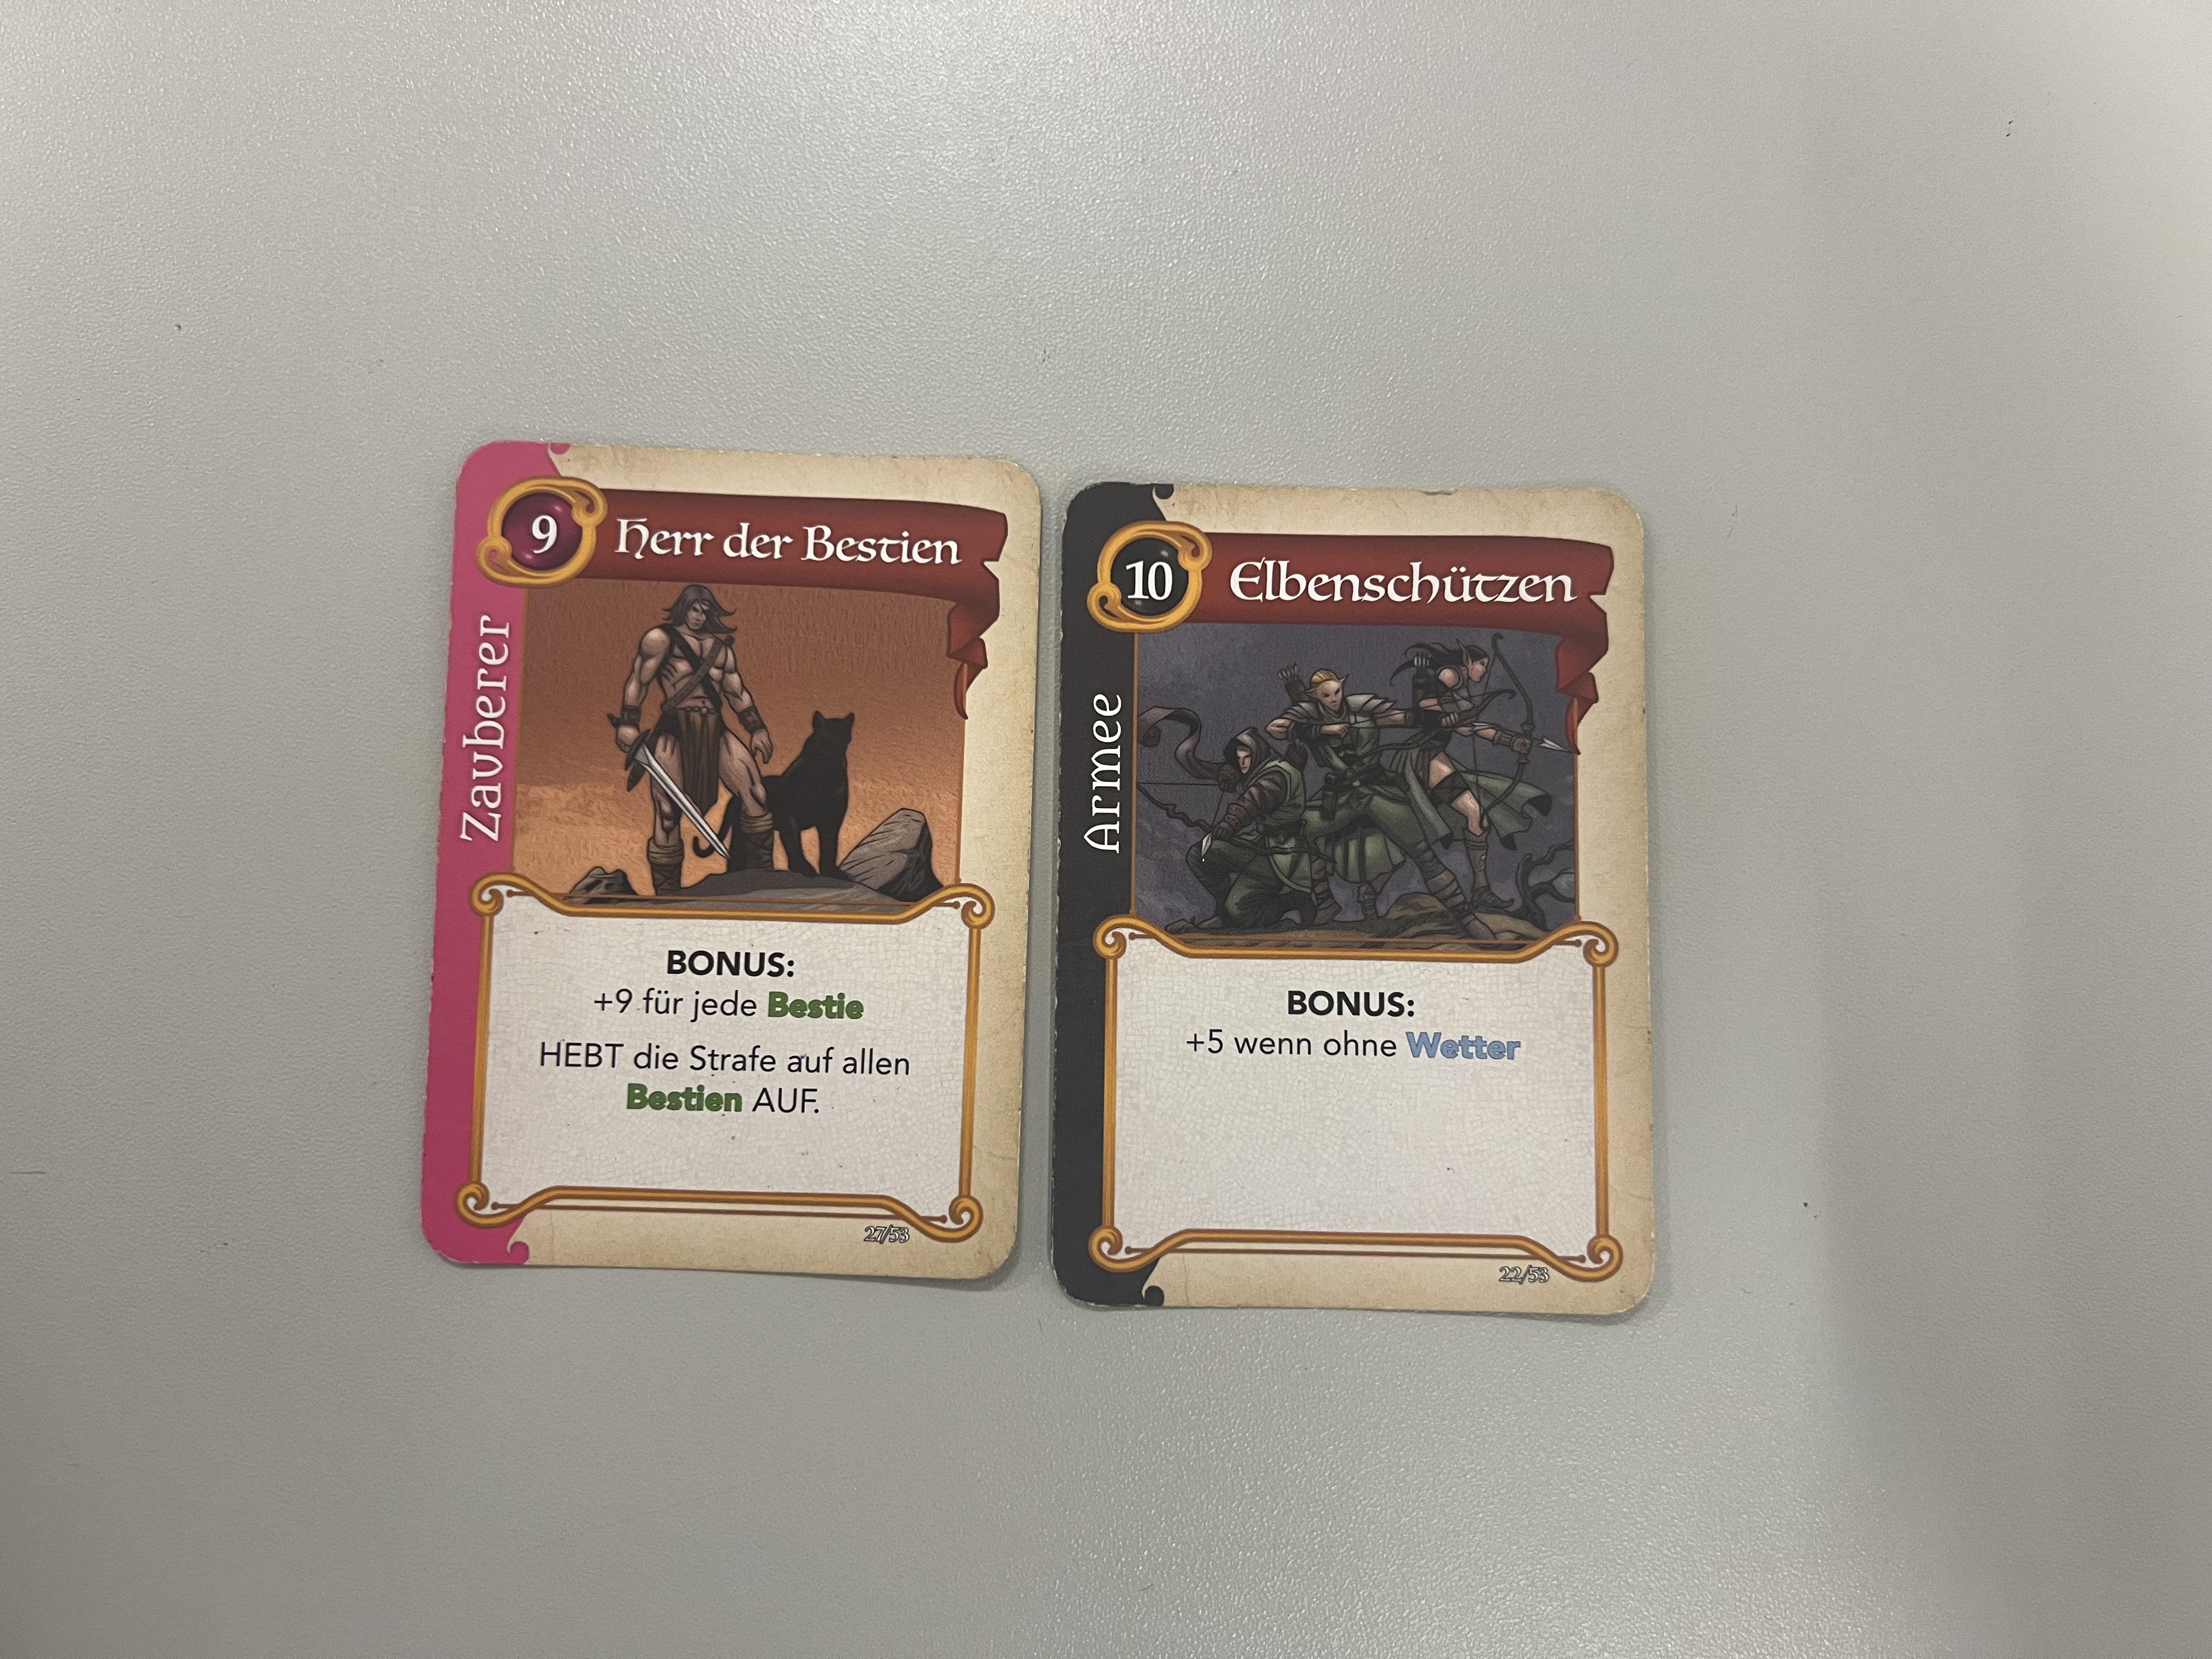 9
Herr der Bestien
Zauberer
BONUS:
+9 für jede Bestie
HEBT die Strafe auf allen
Bestien AUF.
27/53
10
Elbenschützen
Armee
BONUS:
+5 wenn ohne Wetter
22/53